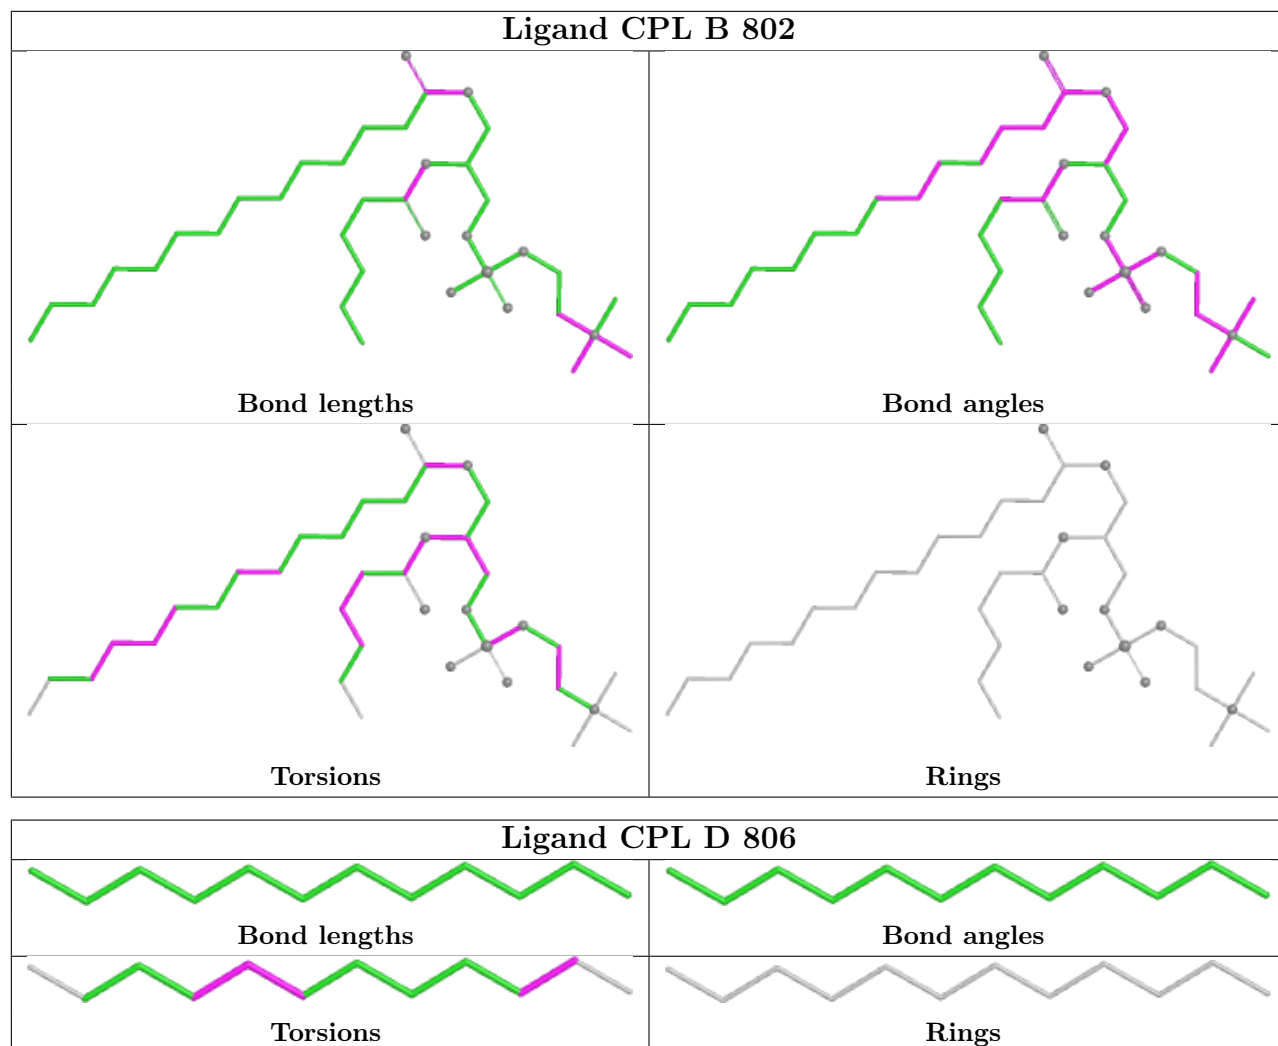 Ligand CPL B 802
Bond lengths
Bond angles
Torsions
Rings
Ligand CPL D 806
Bond lengths
Bond angles
Torsions
Rings